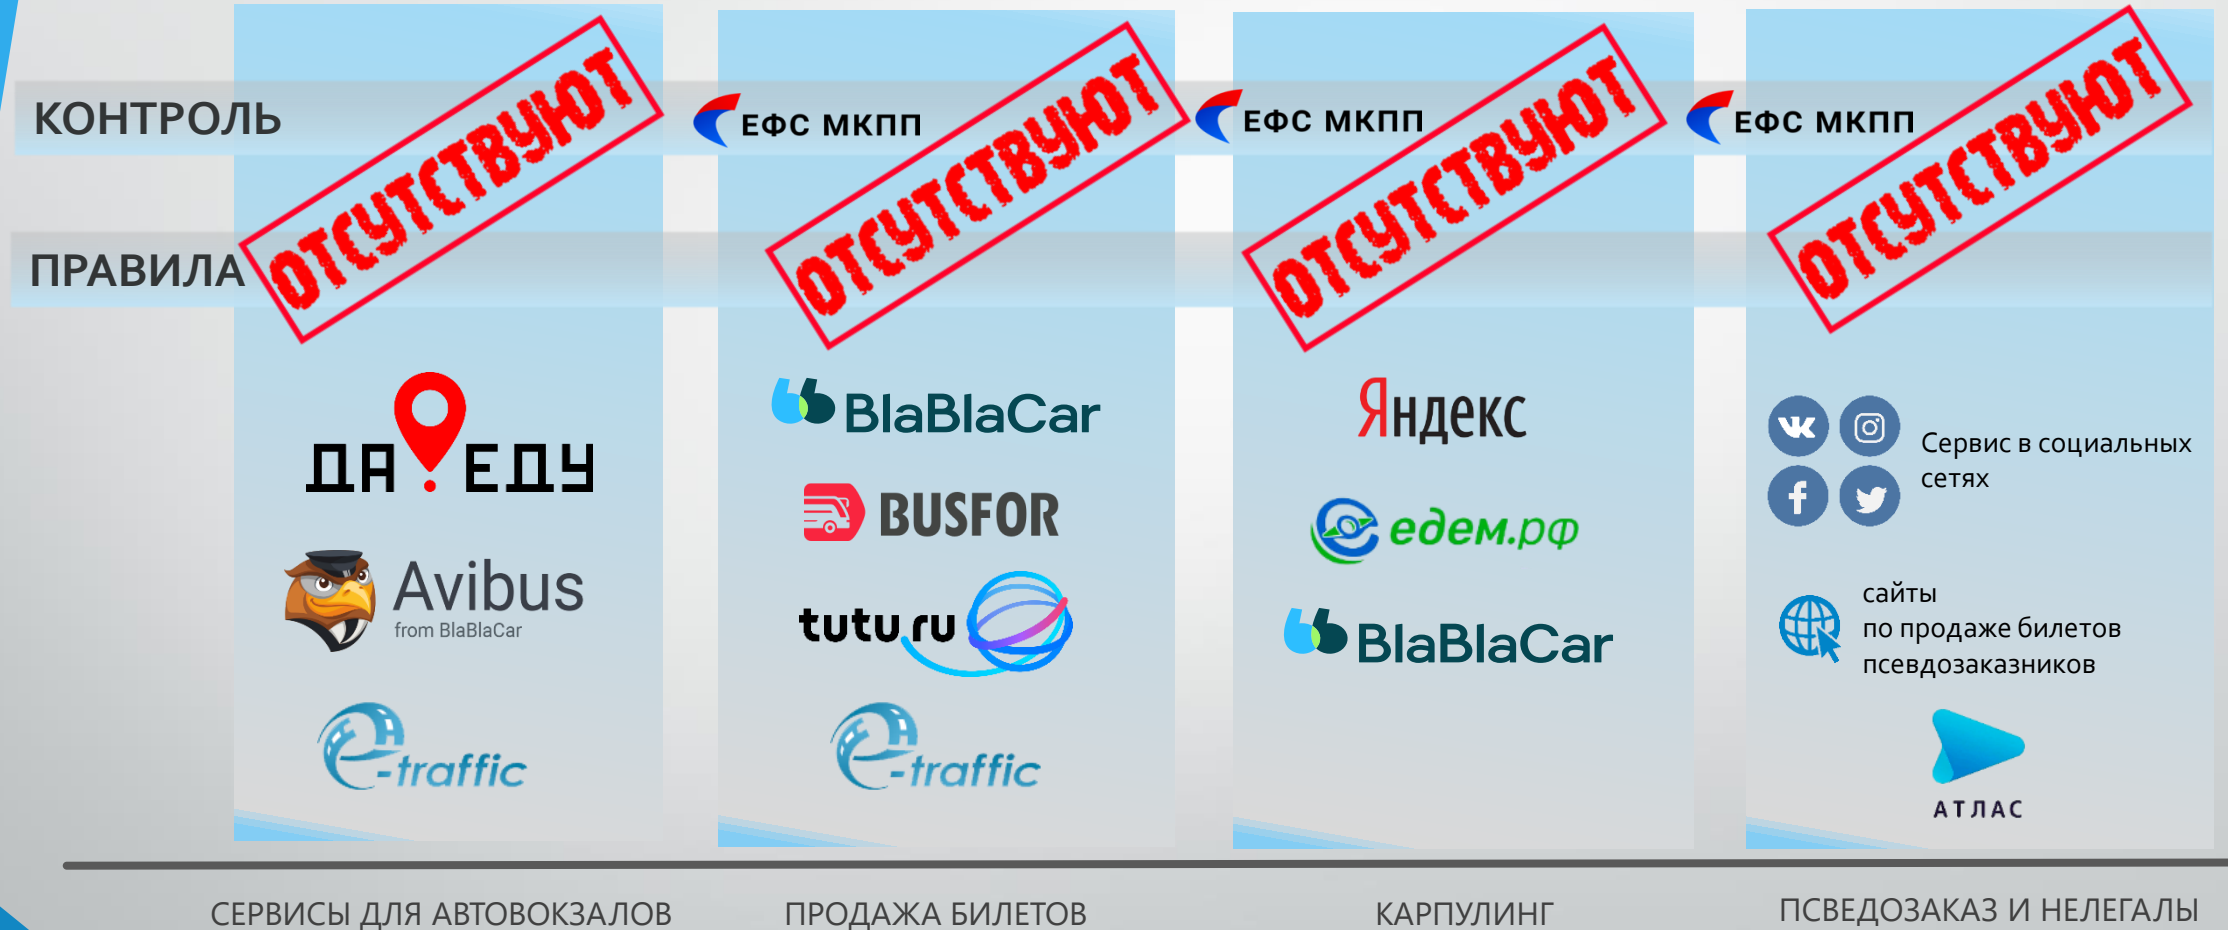 КОНТРОЛЬ
ОТСУТСТВУЮТ
ЕФС МКПП
ОТСУТСТВУЮТ
ЕФС МКПП
ОТСУТСТВУЮТ
ЕФС МКПП
ОТСУТСТВУЮТ
ПРАВИЛА
ДА ЕДУ
Avibus
from BlaBlaCar
e-traffic
BlaBlaCar
BUSFOR
tutu.ru
e-traffic
Яндекс
едем.рф
BlaBlaCar
Сервис в социальных
сетях
сайты
по продаже билетов
псевдозаказников
АТЛАС
СЕРВИСЫ ДЛЯ АВТОВОКЗАЛОВ
ПРОДАЖА БИЛЕТОВ
КАРПУЛИНГ
ПСВЕДОЗАКАЗ И НЕЛЕГАЛЫ